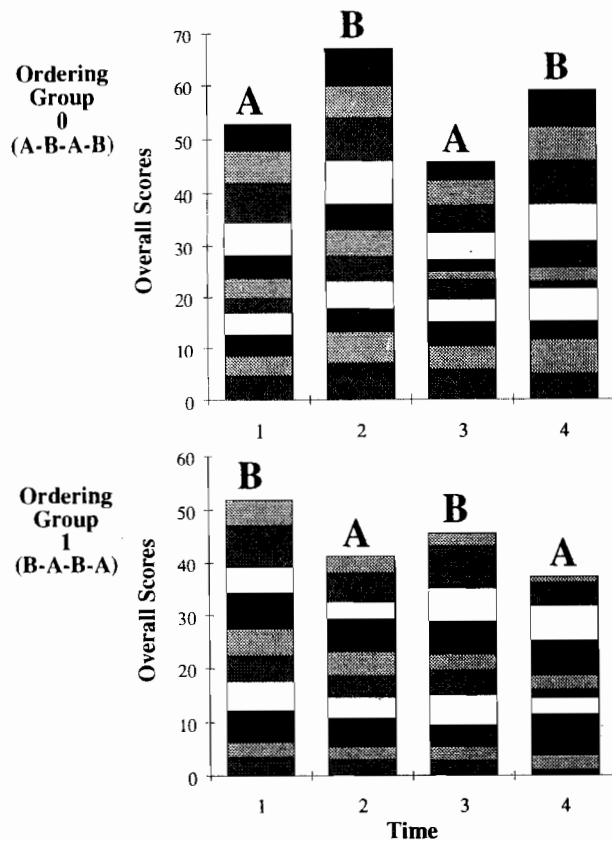 Ordering
Group
0
(A-B-A-B)
Overall Scores
70
60
50
40
30
20
10
0
A
B
A
B
1
2
3
4
Ordering
Group
1
(B-A-B-A)
Overall Scores
60
50
40
30
20
10
0
B
A
B
A
1
2
3
4
Time